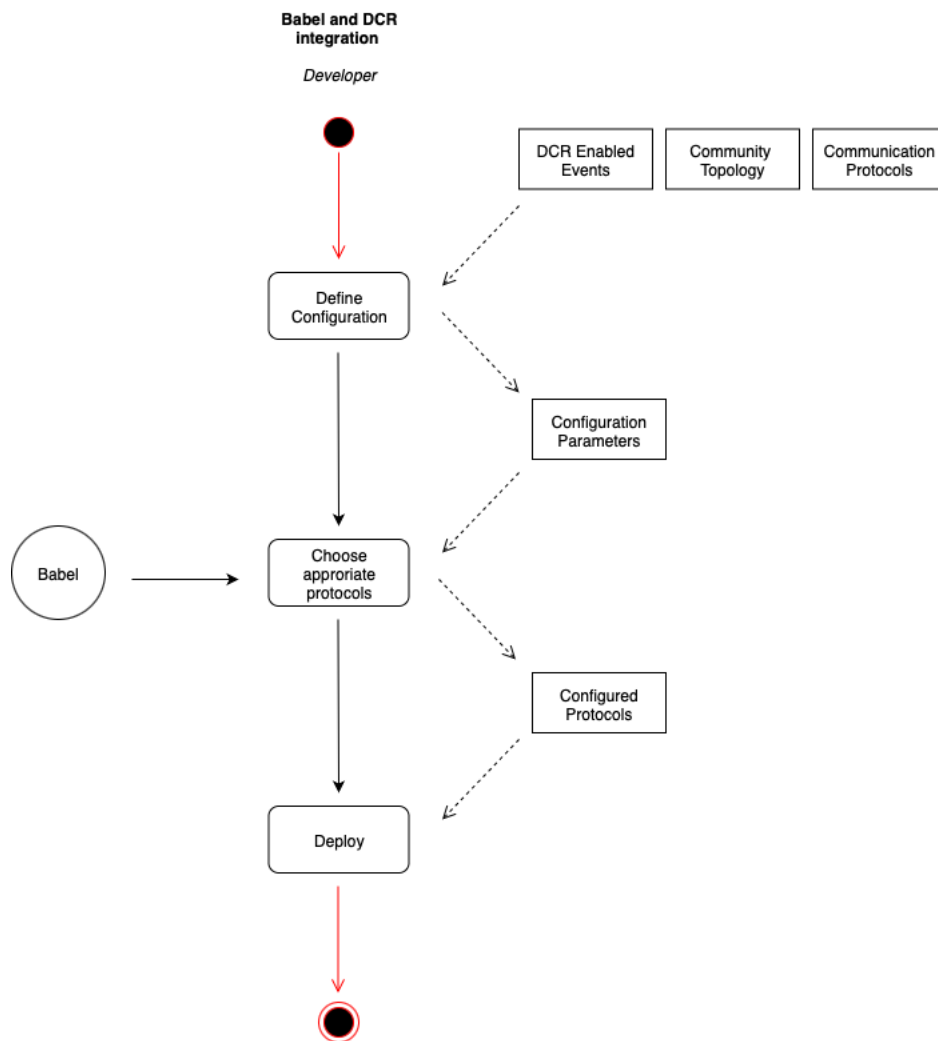 Babel and DCR
integration
Developer
DCR Enabled
Events
Community
Topology
Communication
Protocols
Define
Configuration
Configuration
Parameters
Babel
Choose
approriate
protocols
Configured
Protocols
Deploy